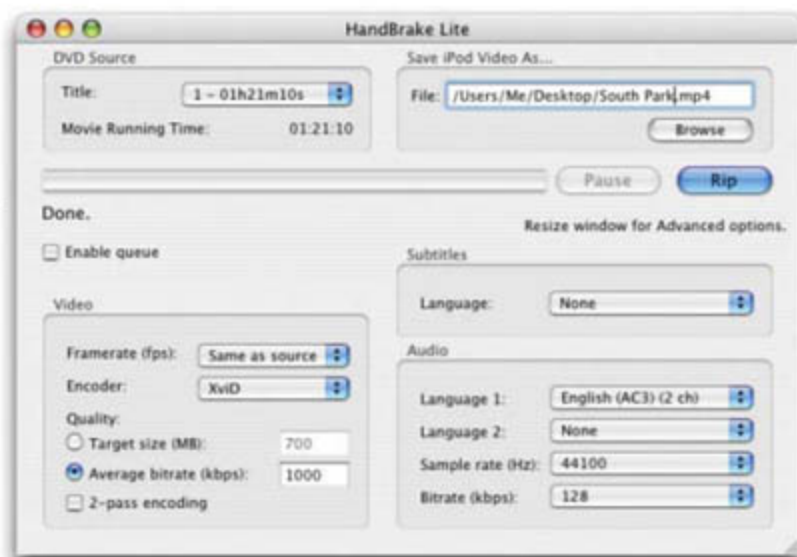 HandBrake Lite
DVD Source
Title: 1 - 01h21m10s
Movie Running Time: 01:21:10
Save iPod Video As...
File: /Users/Me/Desktop/South Park.mp4
Browse
Pause Rip
Done.
Resize window for Advanced options.
Enable queue
Subtitles
Language: None
Video
Framerate (fps): Same as source
Encoder: XviD
Quality:
Target size (MB): 700
Average bitrate (kbps): 1000
2-pass encoding
Audio
Language 1: English (AC3) (2 ch)
Language 2: None
Sample rate (Hz): 44100
Bitrate (kbps): 128